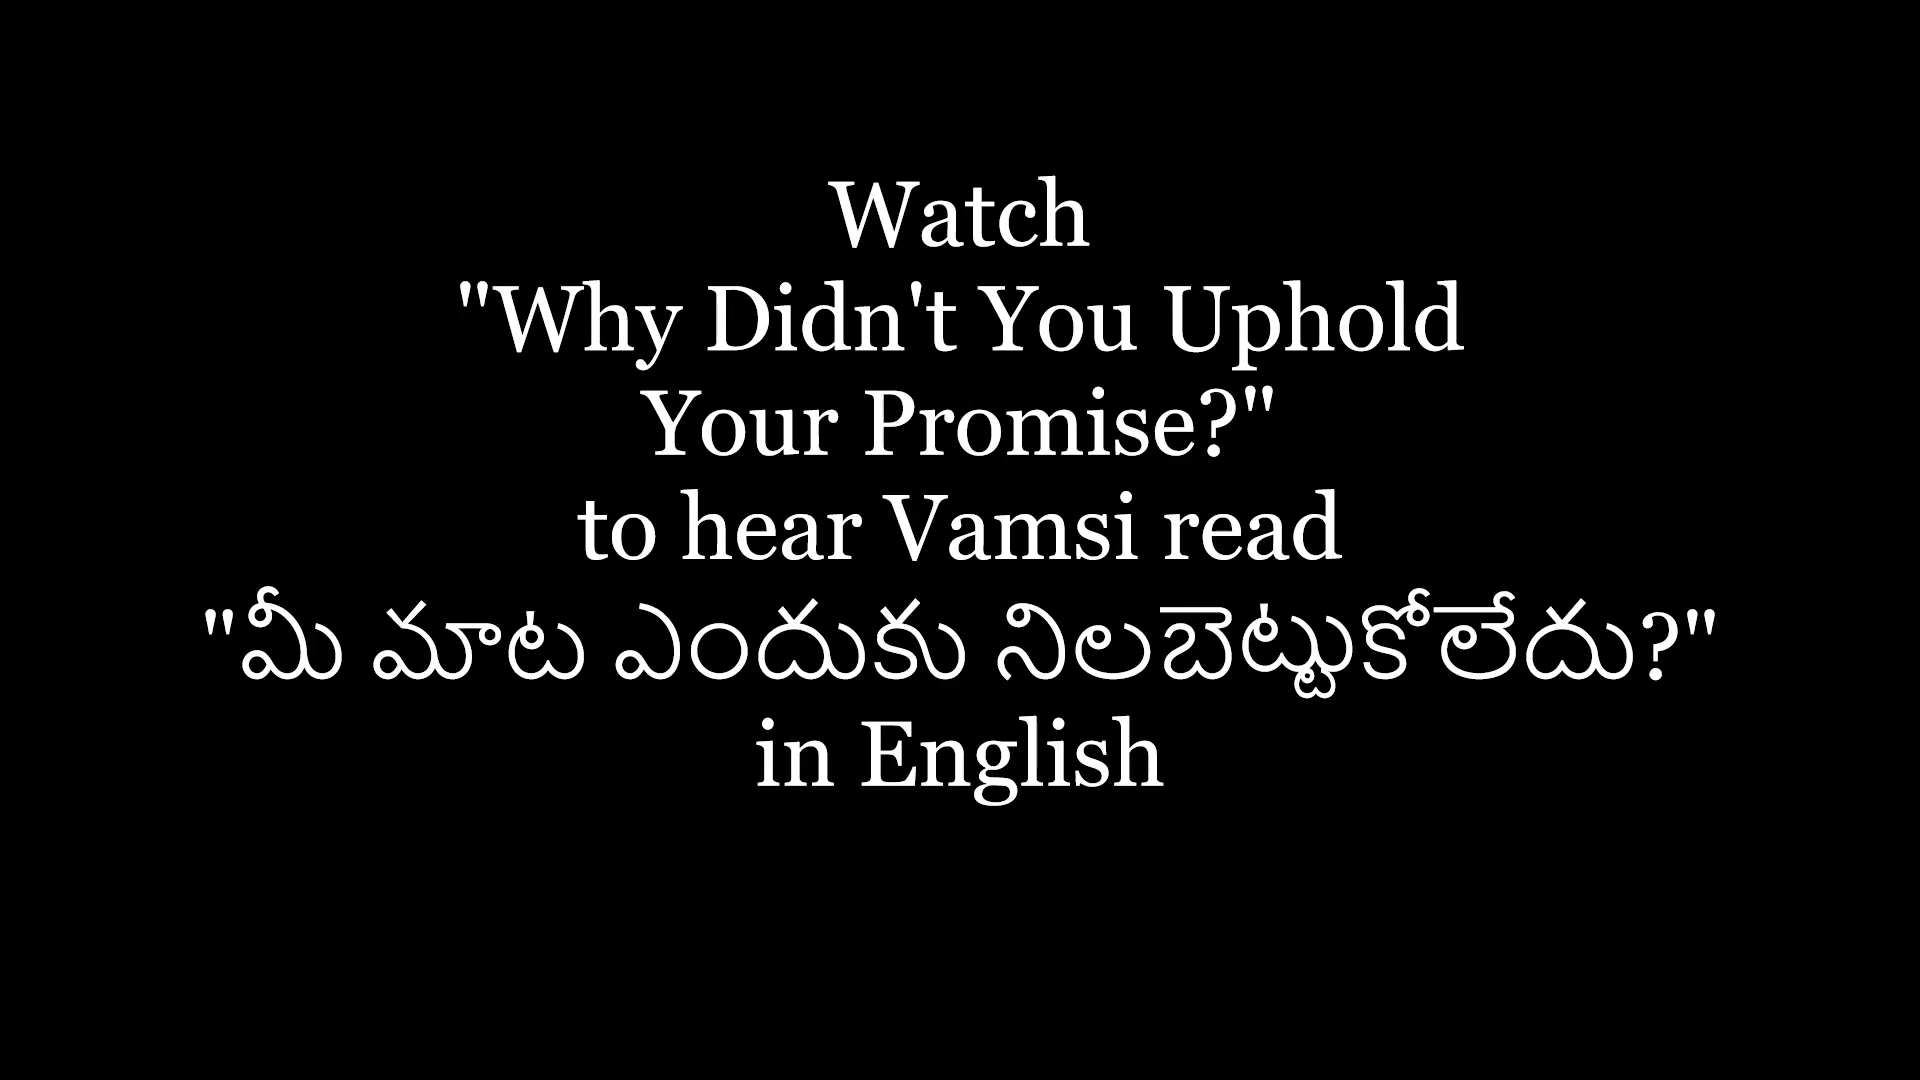 Watch
"Why Didn't You Uphold
Your Promise?"
to hear Vamsi read
"మీ మాట ఎందుకు నిలబెట్టుకోలేదు?"
in English